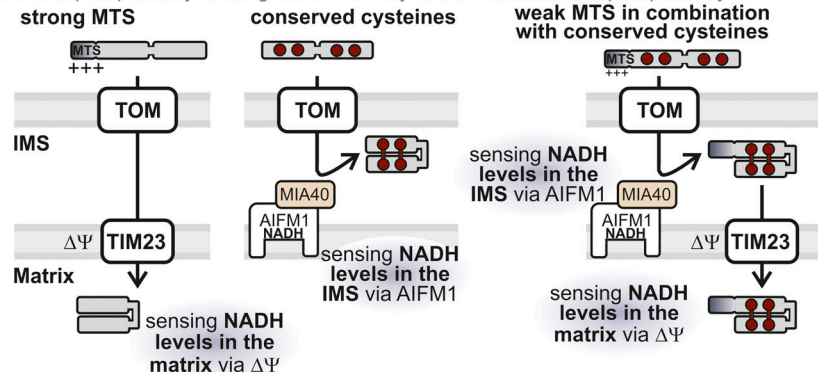 strong MTS
MTS
+++
TOM
IMS
ΔΨ
TIM23
Matrix
sensing NADH
levels in the
matrix via ΔΨ
conserved cysteines
TOM
MIA40
AIFM1
NADH
sensing NADH
levels in the
IMS via AIFM1
weak MTS in combination
with conserved cysteines
MTS
+++
TOM
sensing NADH
levels in the
IMS via AIFM1
MIA40
AIFM1
NADH
ΔΨ
TIM23
sensing NADH
levels in the
matrix via ΔΨ